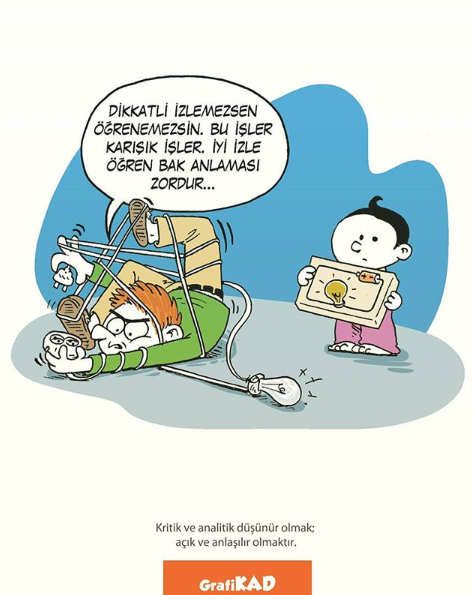 DİKKATLİ İZLEMEZSEN
ÖĞRENEMEZSİN. BU İŞLER
KARIŞIK İŞLER. İYİ İZLE
ÖĞREN BAK ANLAMASI
ZORDUR...
Kritik ve analitik düşünür olmak;
açık ve anlaşılır olmaktır.
GrafiKAD